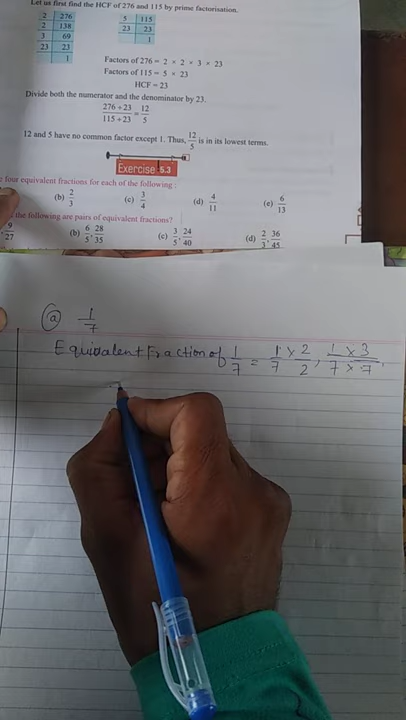 Let us first find the HCF of 276 and 115 by prime factorisation.
2 276
2 138
3 69
23 23
1
5 115
23 23
1
Factors of 276 = 2 × 2 × 3 × 23
Factors of 115 = 5 × 23
HCF = 23
Divide both the numerator and the denominator by 23.
276 ÷ 23 / 115 ÷ 23 = 12/5
12 and 5 have no common factor except 1. Thus, 12/5 is in its lowest terms.
Exercise 5.3
four equivalent fractions for each of the following :
(b) 2/3 (c) 3/4 (d) 4/11 (e) 6/13
the following are pairs of equivalent fractions?
9/27 (b) 6/5, 28/35 (c) 3/5, 24/40 (d) 2/3, 36/45
(a) 1/7
Equivalent Fraction of 1/7 = 1 × 2 / 7 2, 1 × 3 / 7 × 7,